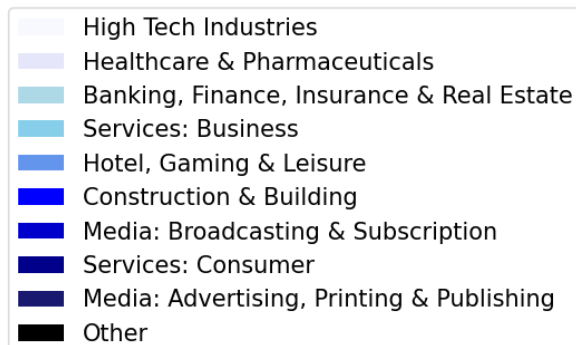 High Tech Industries
Healthcare & Pharmaceuticals
Banking, Finance, Insurance & Real Estate
Services: Business
Hotel, Gaming & Leisure
Construction & Building
Media: Broadcasting & Subscription
Services: Consumer
Media: Advertising, Printing & Publishing
Other